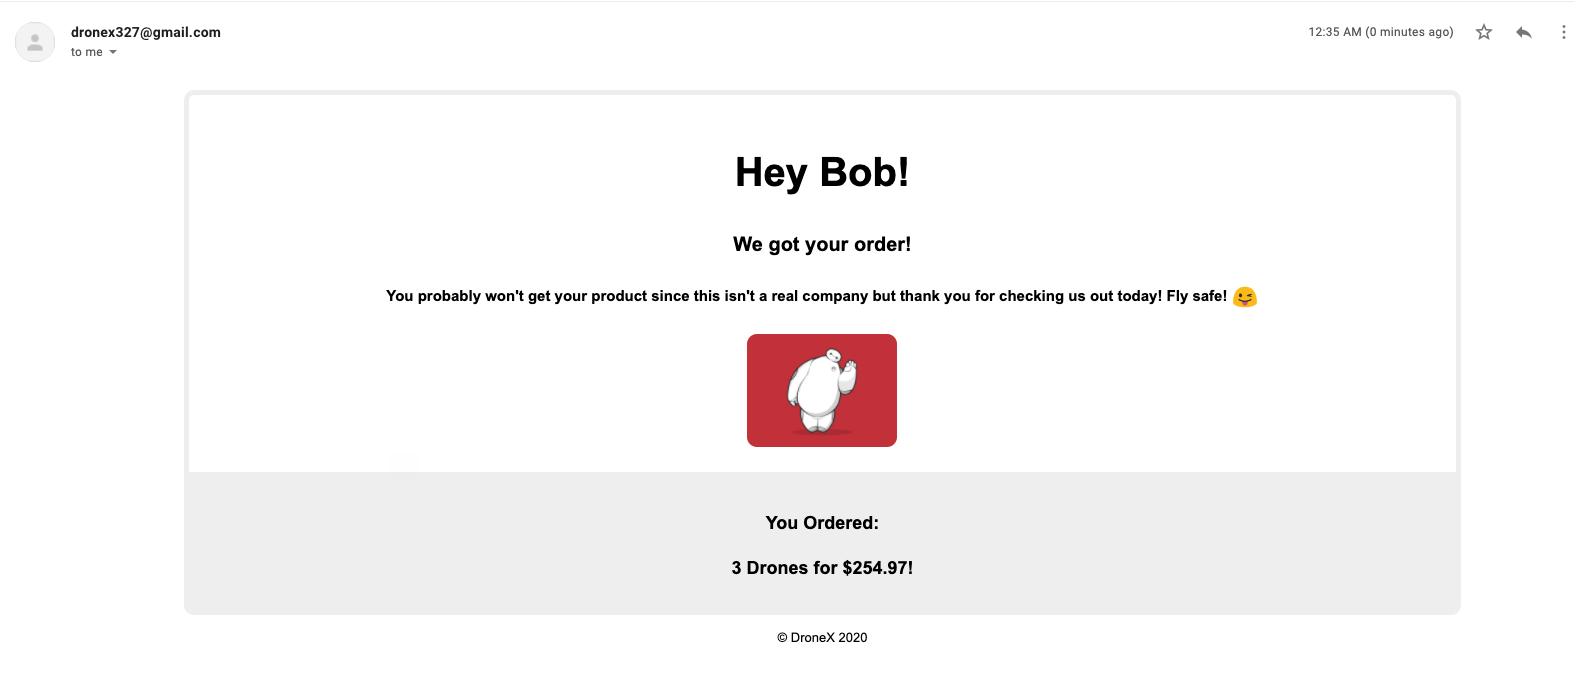 dronex327@gmail.com
12:35 AM (0 minutes ago)
to me
Hey Bob!
We got your order!
You probably won't get your product since this isn't a real company but thank you for checking us out today! Fly safe! 😜
You Ordered:
3 Drones for $254.97!
© DroneX 2020